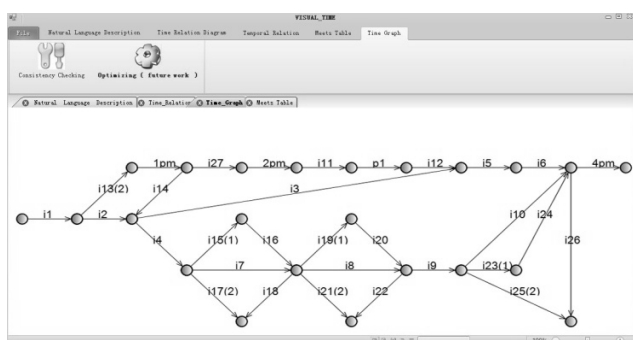 VISUAL_TIME
File Natural Language Description Time Relation Diagram Temporal Relation Meets Table Time Graph
Consistency Checking Optimizing ( future work )
Natural Language Description Time_Relation Time_Graph Meets Table
1pm i27 2pm i11 p1 i12 i5 i6 4pm
i13(2) i14 i3
i1 i2 i10 i24
i4 i15(1) i16 i19(1) i20 i26
i7 i8 i9 i23(1)
i17(2) i18 i21(2) i22 i25(2)